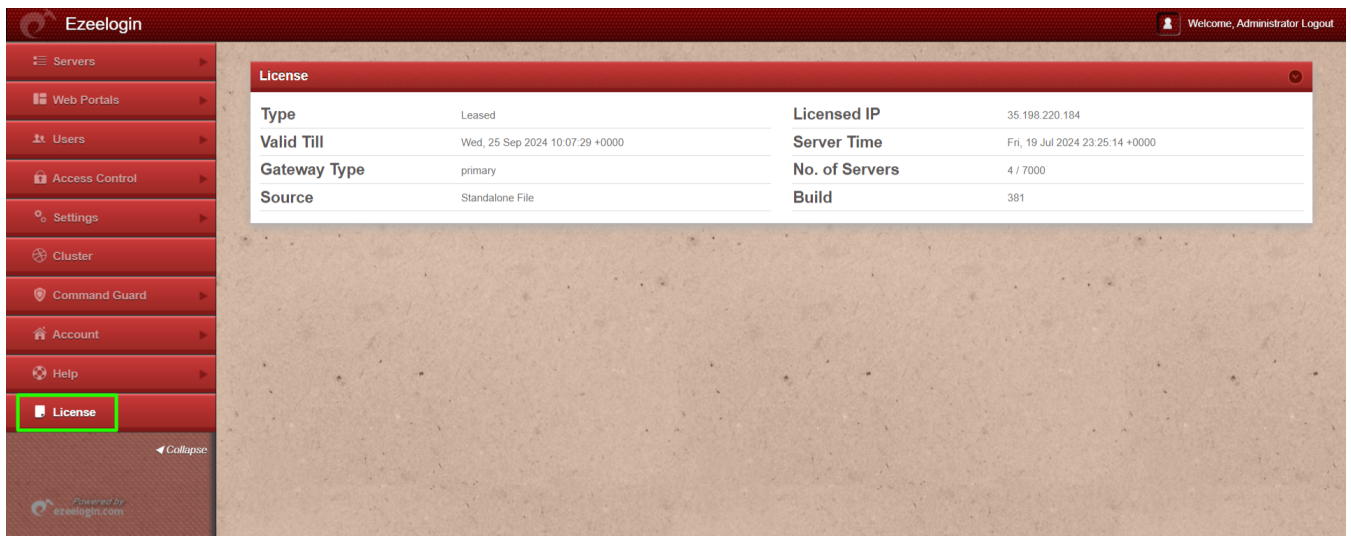 Ezeelogin
Welcome, Administrator Logout
Servers
Web Portals
Users
Access Control
Settings
Cluster
Command Guard
Account
Help
License
Collapse
Powered by
ezeelogin.com
License
Type Leased Licensed IP 35.198.220.184
Valid Till Wed, 25 Sep 2024 10:07:29 +0000 Server Time Fri, 19 Jul 2024 23:25:14 +0000
Gateway Type primary No. of Servers 4 / 7000
Source Standalone File Build 381